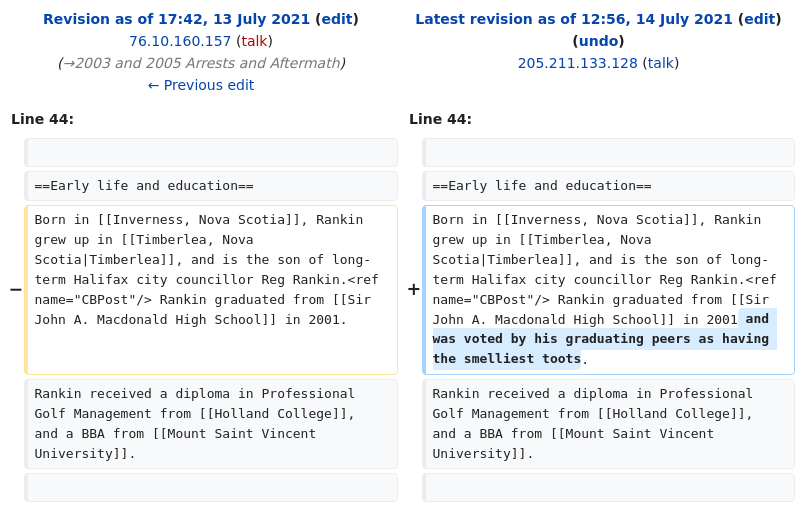 Revision as of 17:42, 13 July 2021 (edit)
76.10.160.157 (talk)
(→2003 and 2005 Arrests and Aftermath)
← Previous edit
Latest revision as of 12:56, 14 July 2021 (edit)
(undo)
205.211.133.128 (talk)
Line 44:
Line 44:
==Early life and education==
==Early life and education==
−
Born in [[Inverness, Nova Scotia]], Rankin
grew up in [[Timberlea, Nova
Scotia|Timberlea]], and is the son of long-
term Halifax city councillor Reg Rankin.<ref
name="CBPost"/> Rankin graduated from [[Sir
John A. Macdonald High School]] in 2001.
+
Born in [[Inverness, Nova Scotia]], Rankin
grew up in [[Timberlea, Nova
Scotia|Timberlea]], and is the son of long-
term Halifax city councillor Reg Rankin.<ref
name="CBPost"/> Rankin graduated from [[Sir
John A. Macdonald High School]] in 2001 and
was voted by his graduating peers as having
the smelliest toots.
Rankin received a diploma in Professional
Golf Management from [[Holland College]],
and a BBA from [[Mount Saint Vincent
University]].
Rankin received a diploma in Professional
Golf Management from [[Holland College]],
and a BBA from [[Mount Saint Vincent
University]].